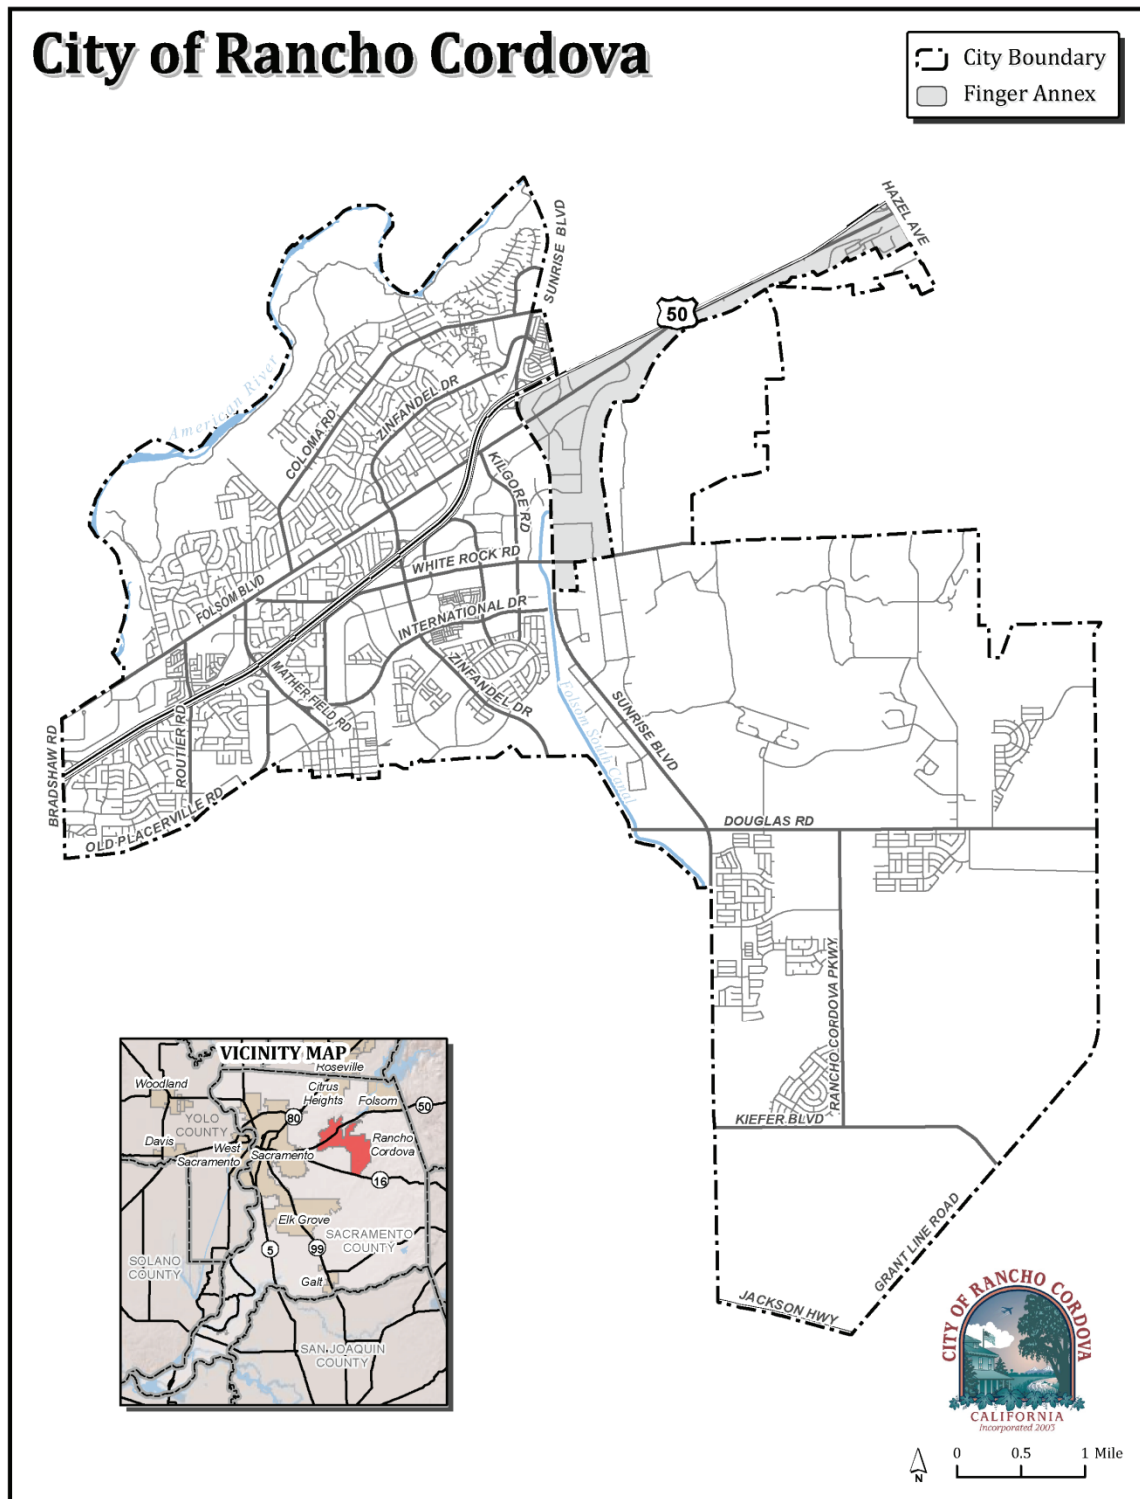 City of Rancho Cordova
City Boundary
Finger Annex
HAZEL AVE
SUNRISE BLVD
50
American River
COLOMA RD
ZINFANDEL DR
KILGORE RD
WHITE ROCK RD
FOLSOM BLVD
INTERNATIONAL DR
MATHER FIELD RD
ZINFANDEL DR
Folsom South Canal
SUNRISE BLVD
ROUTIER RD
BRADSHAW RD
OLD PLACERVILLE RD
DOUGLAS RD
RANCHO CORDOVA PKWY
KIEFER BLVD
GRANT LINE ROAD
JACKSON HWY
VICINITY MAP
Roseville
Woodland
Citrus
Heights
Folsom
50
80
YOLO
COUNTY
Davis
West
Sacramento
Sacramento
Rancho
Cordova
16
Elk Grove
SACRAMENTO
COUNTY
5
99
SOLANO
COUNTY
Galt
SAN JOAQUIN
COUNTY
CITY OF RANCHO CORDOVA
CALIFORNIA
Incorporated 2003
N
0 0.5 1 Mile